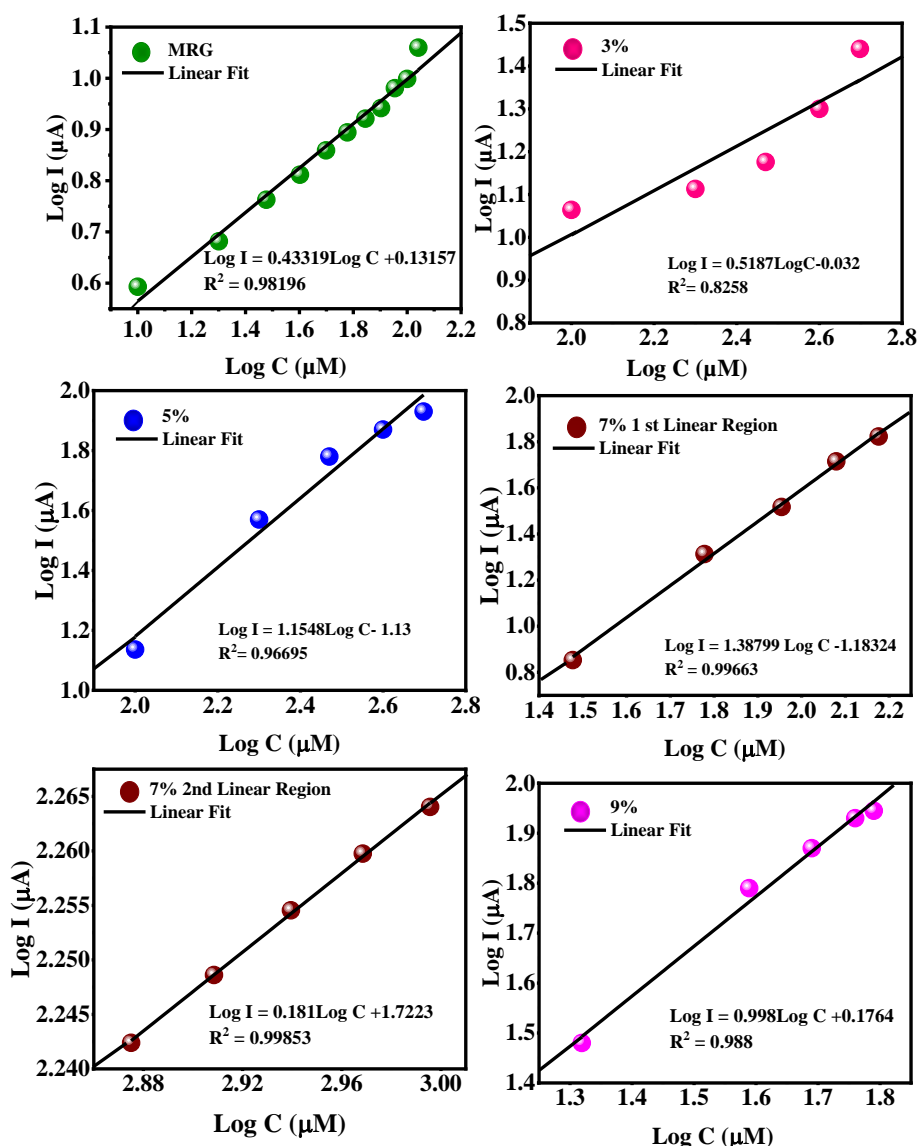 MRG
Linear Fit
1.1
1.0
0.9
0.8
0.7
0.6
Log I (µA)
Log I = 0.43319Log C +0.13157
R² = 0.98196
1.0 1.2 1.4 1.6 1.8 2.0 2.2
Log C (µM)
3%
Linear Fit
1.5
1.4
1.3
1.2
1.1
1.0
0.9
0.8
Log I (µA)
Log I = 0.5187LogC-0.032
R²= 0.8258
2.0 2.2 2.4 2.6 2.8
Log C (µM)
5%
Linear Fit
2.0
1.8
1.6
1.4
1.2
1.0
Log I (µA)
Log I = 1.1548Log C- 1.13
R²= 0.96695
2.0 2.2 2.4 2.6 2.8
Log C (µM)
7% 1 st Linear Region
Linear Fit
2.0
1.8
1.6
1.4
1.2
1.0
0.8
Log I (µA)
Log I = 1.38799 Log C -1.18324
R² = 0.99663
1.4 1.5 1.6 1.7 1.8 1.9 2.0 2.1 2.2
Log C (µM)
7% 2nd Linear Region
Linear Fit
2.265
2.260
2.255
2.250
2.245
2.240
Log I (µA)
Log I = 0.181Log C +1.7223
R² = 0.99853
2.88 2.92 2.96 3.00
Log C (µM)
9%
Linear Fit
2.0
1.9
1.8
1.7
1.6
1.5
1.4
Log I (µA)
Log I = 0.998Log C +0.1764
R² = 0.988
1.3 1.4 1.5 1.6 1.7 1.8
Log C (µM)